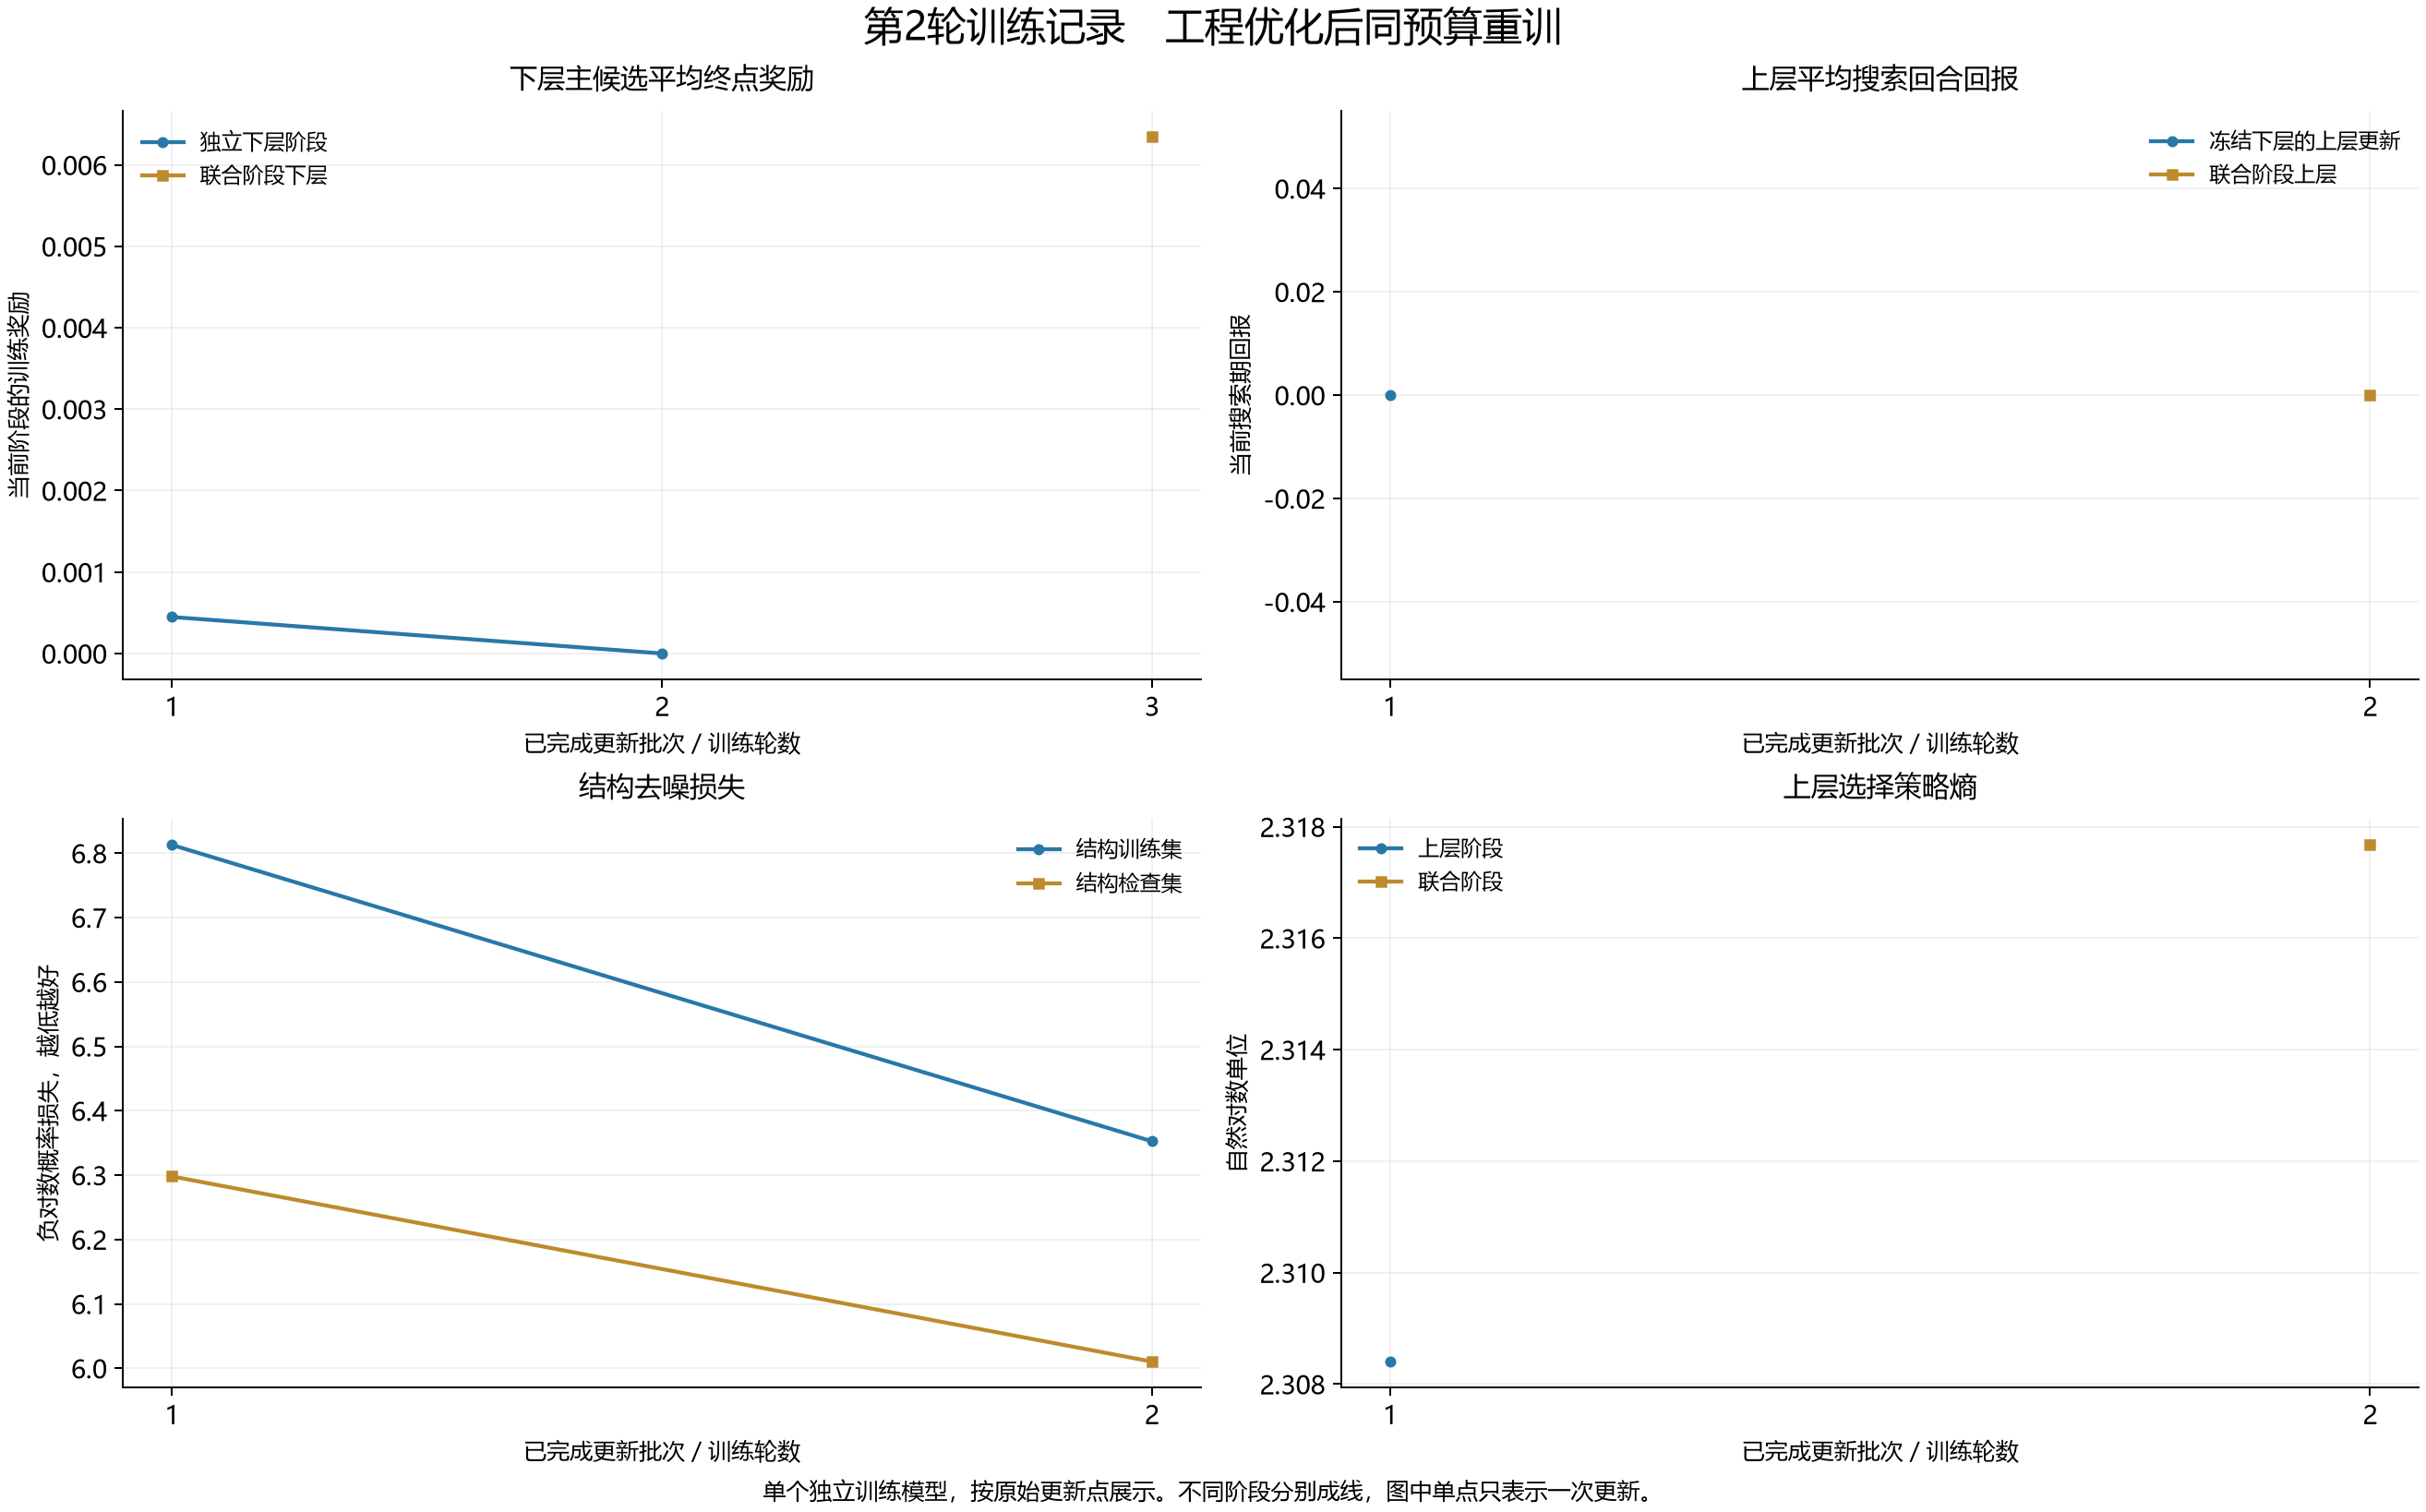 第2轮训练记录　工程优化后同预算重训
下层主候选平均终点奖励
当前阶段的训练奖励
独立下层阶段
联合阶段下层
0.006
0.005
0.004
0.003
0.002
0.001
0.000
1 2 3
已完成更新批次 / 训练轮数
上层平均搜索回合回报
当前搜索期回报
冻结下层的上层更新
联合阶段上层
0.04
0.02
0.00
-0.02
-0.04
1 2
已完成更新批次 / 训练轮数
结构去噪损失
负对数概率损失，越低越好
结构训练集
结构检查集
6.8
6.7
6.6
6.5
6.4
6.3
6.2
6.1
6.0
1 2
已完成更新批次 / 训练轮数
上层选择策略熵
自然对数单位
上层阶段
联合阶段
2.318
2.316
2.314
2.312
2.310
2.308
1 2
已完成更新批次 / 训练轮数
单个独立训练模型，按原始更新点展示。不同阶段分别成线，图中单点只表示一次更新。